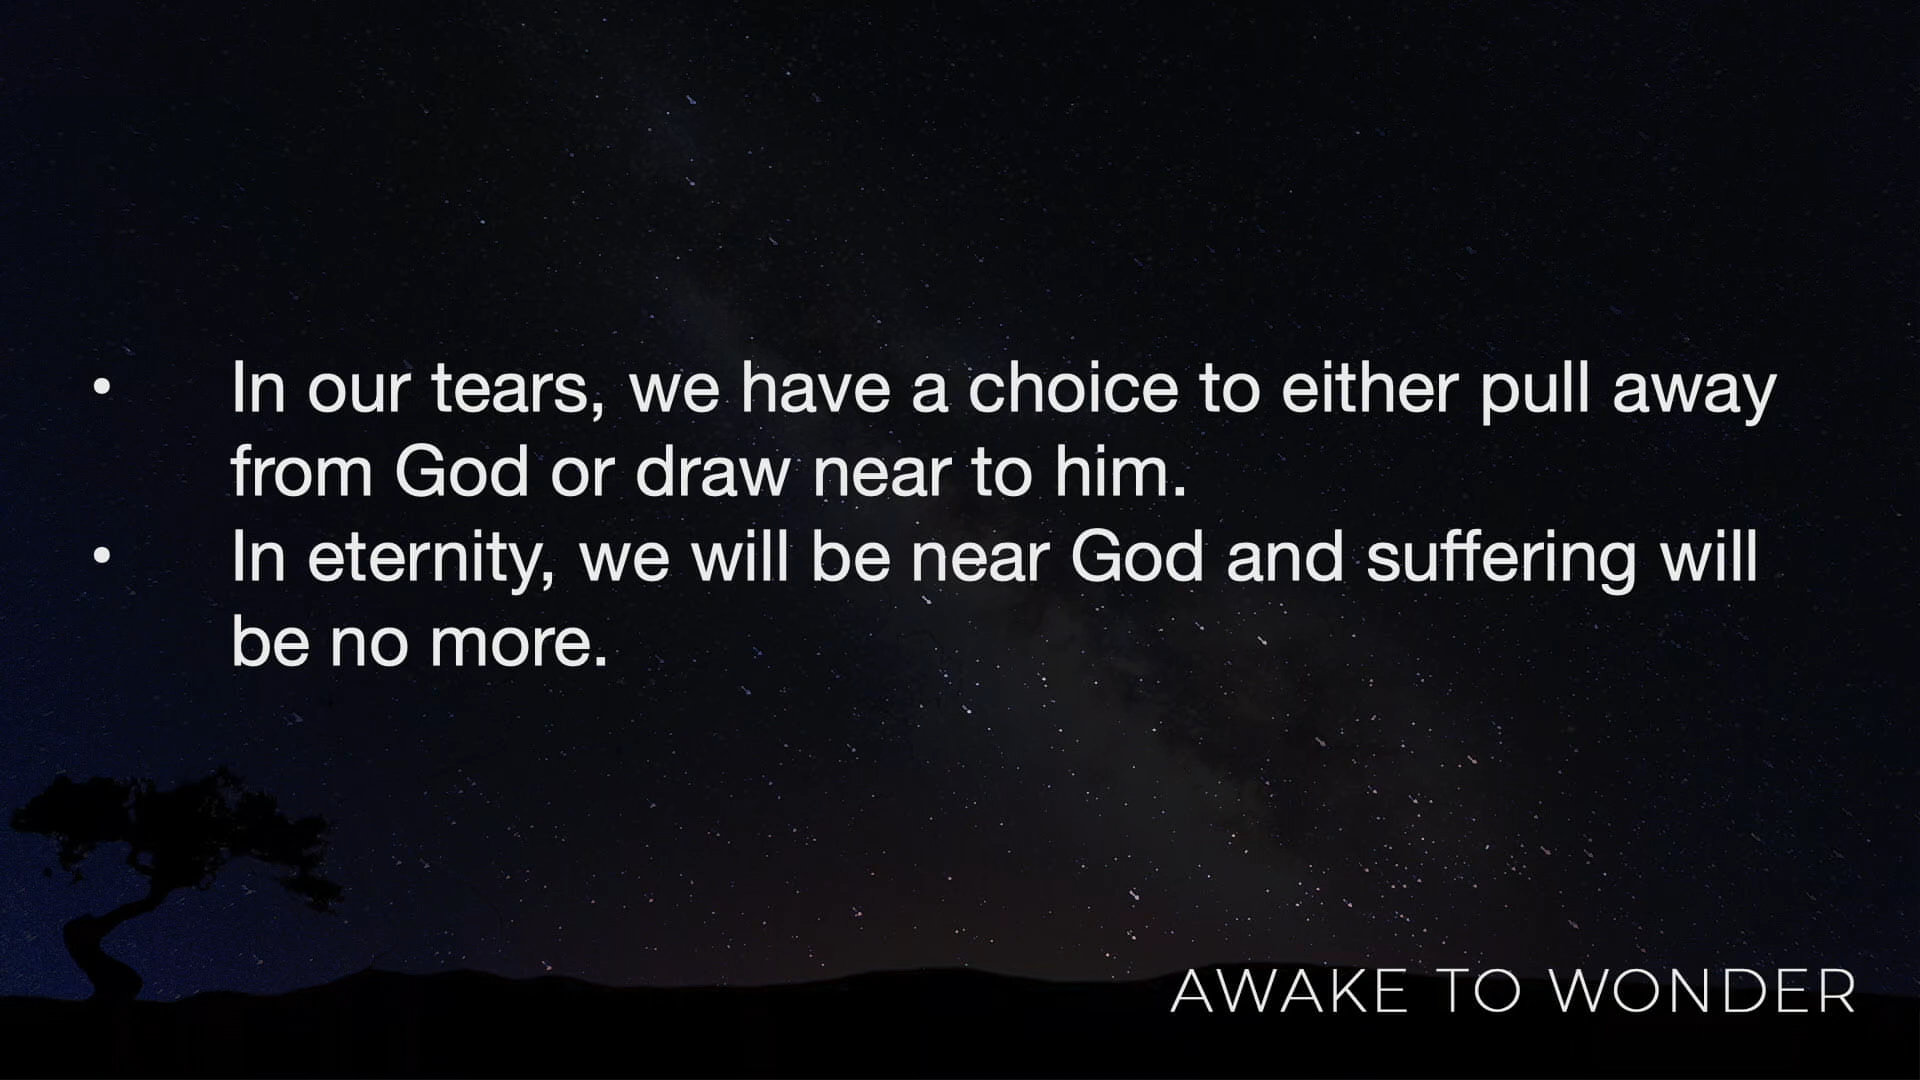 • In our tears, we have a choice to either pull away
from God or draw near to him.
• In eternity, we will be near God and suffering will
be no more.
AWAKE TO WONDER